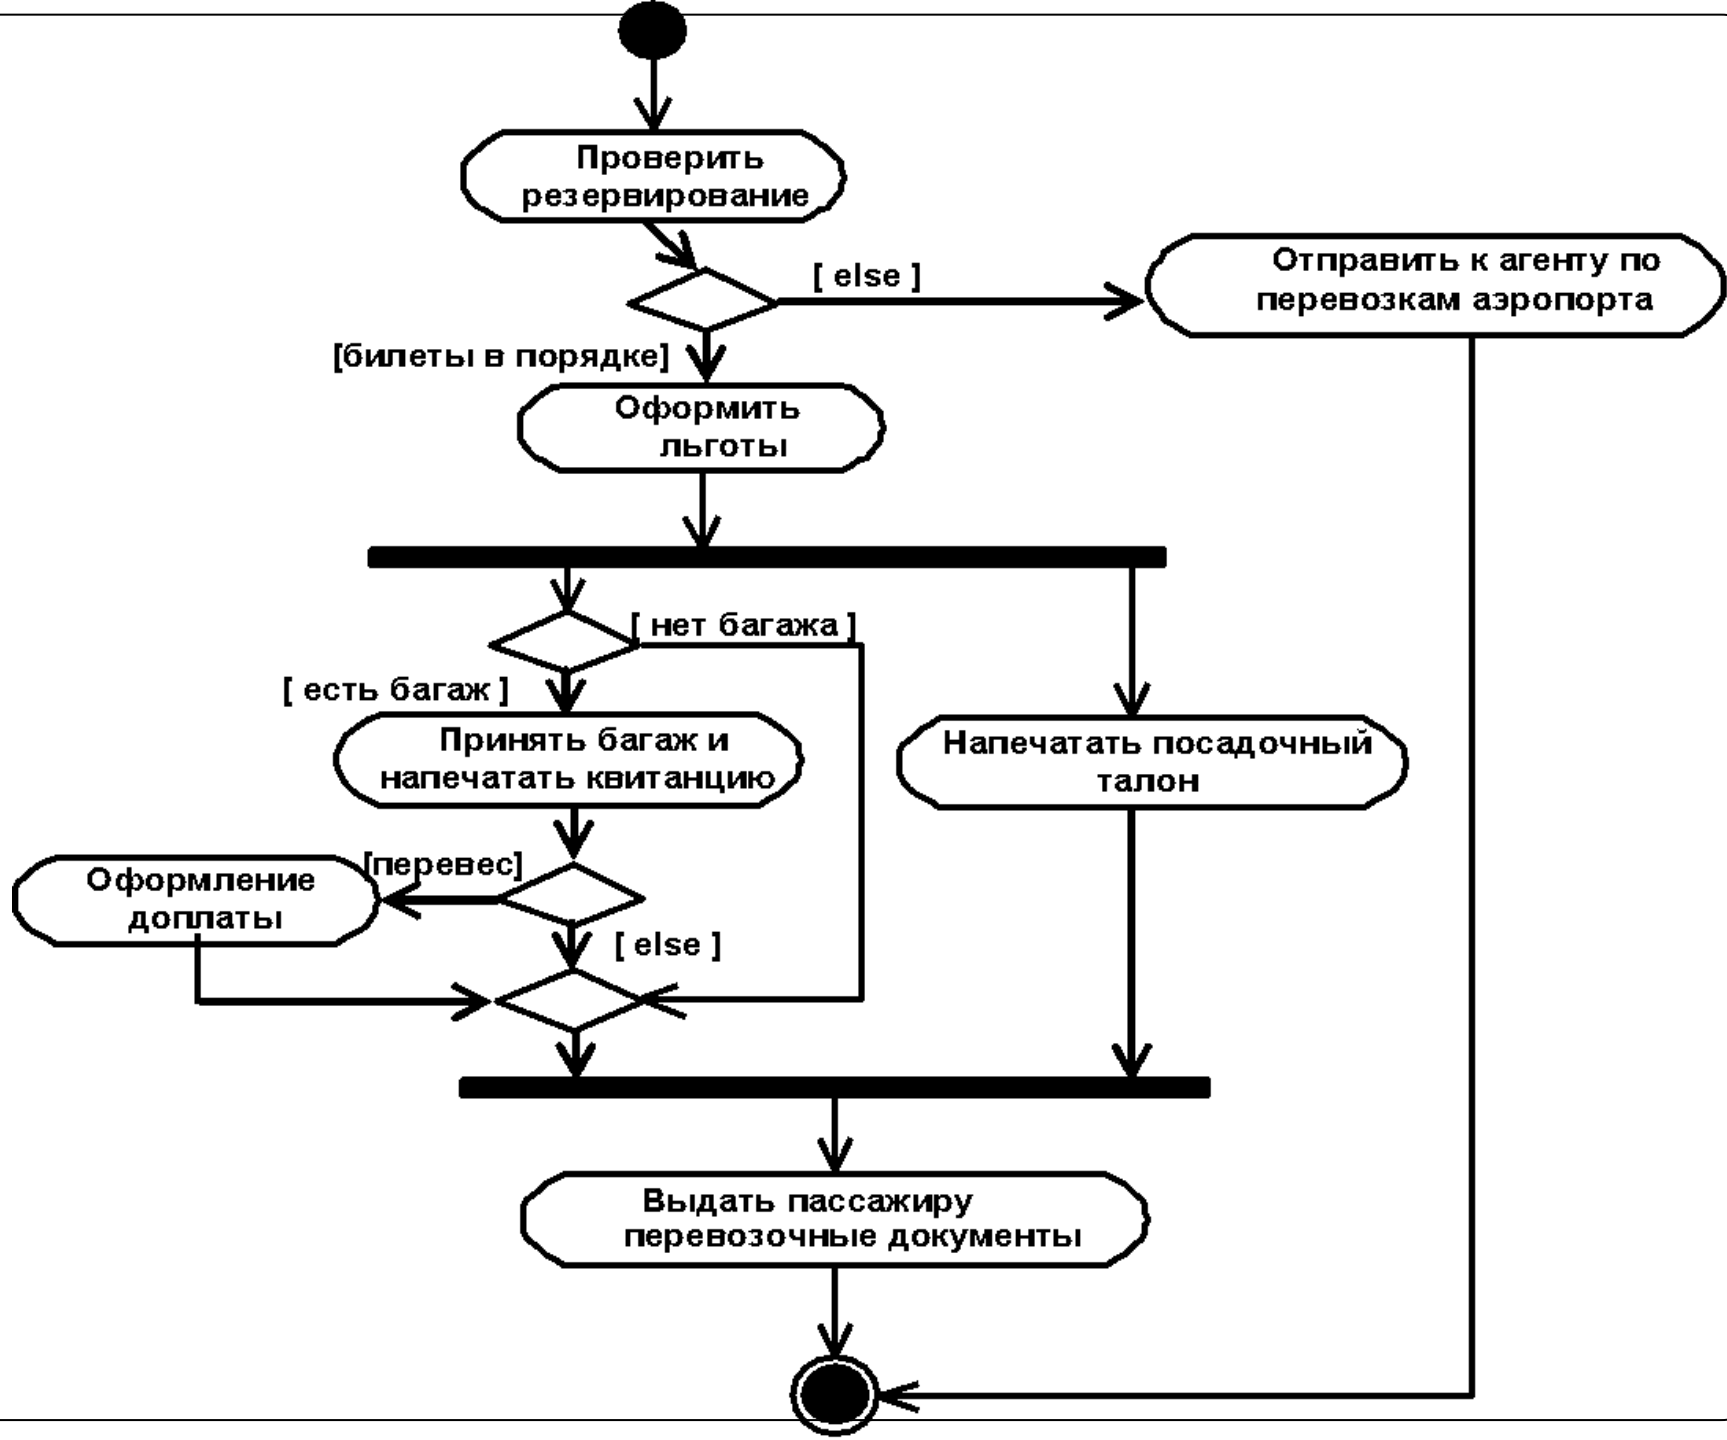 Проверить
резервирование
[ else ]
Отправить к агенту по
перевозкам аэропорта
[билеты в порядке]
Оформить
льготы
[ нет багажа ]
[ есть багаж ]
Принять багаж и
напечатать квитанцию
Напечатать посадочный
талон
[перевес]
Оформление
доплаты
[ else ]
Выдать пассажиру
перевозочные документы